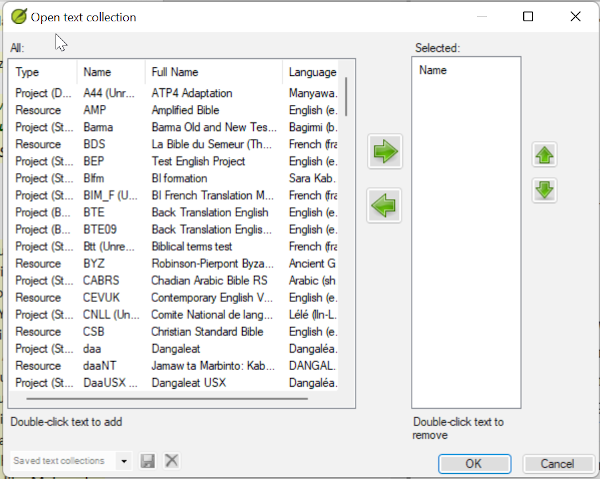 Open text collection
All:
Selected:
Type Name Full Name Language
Name
Project (D... A44 (Unr... ATP4 Adaptation Manyawa...
Resource AMP Amplified Bible English (e...
Project (St... Barma Barma Old and New Tes... Bagirmi (b...
Resource BDS La Bible du Semeur (Th... French (fra
Project (St... BEP Test English Project English (e...
Project (St... BIfm BI formation Sara Kab...
Project (St... BIM_F (U... BI French Translation M... French (fra
Project (B... BTE Back Translation English English (e...
Project (B... BTE09 Back Translation Englis... English (e...
Project (St... Btt (Unre... Biblical terms test French (fra
Resource BYZ Robinson-Pierpont Byza... Ancient G
Project (St... CABRS Chadian Arabic Bible RS Arabic (sh
Resource CEVUK Contemporary English V... English (e...
Project (St... CNLL (Un... Comite National de lang... Lélé (lln-L...
Resource CSB Christian Standard Bible English (e...
Project (St... daa Dangaleat Dangaléa...
Resource daaNT Jamaw ta Marbinto: Kab... DANGAL...
Project (St... DaaUSX ... Dangaleat USX Dangaléa...
Double-click text to add
Double-click text to
remove
Saved text collections
OK
Cancel